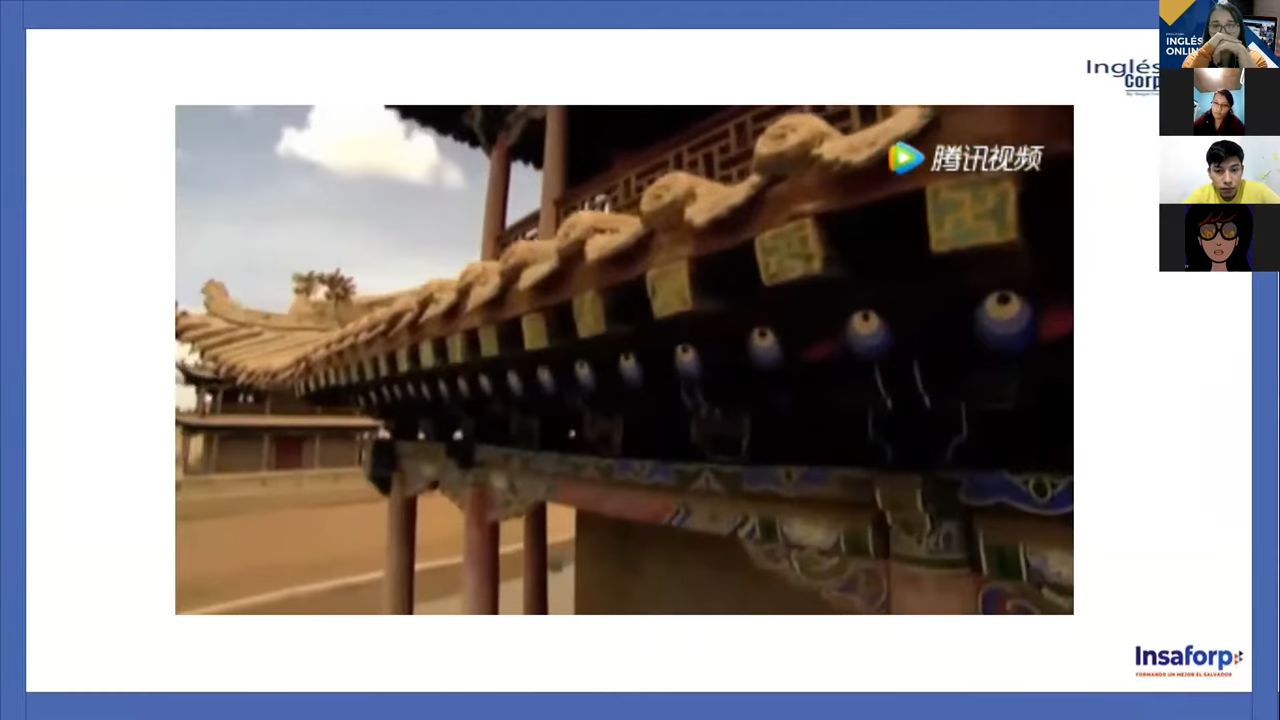 INGLÉS
ONLIN
Inglés
Corp
腾讯视频
Insaforp
FORMANDO UN MEJOR EL SALVADOR